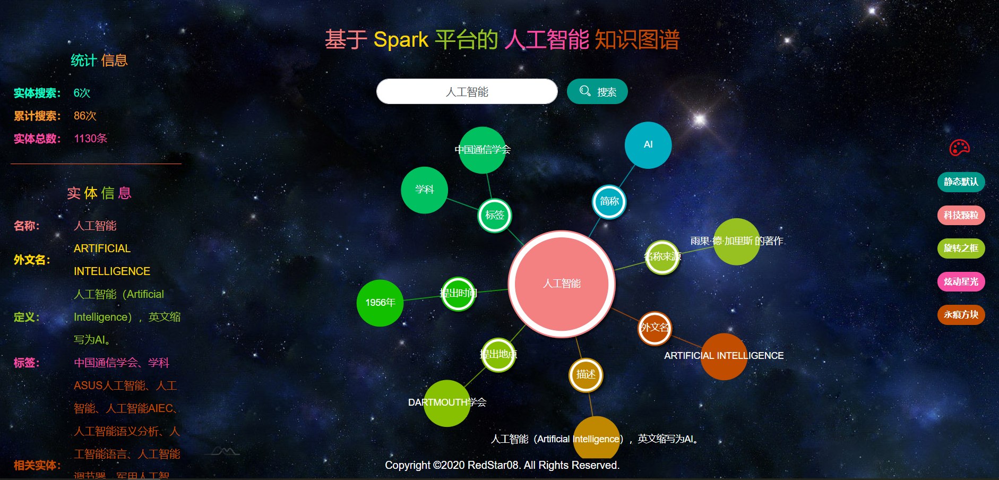 基于 Spark 平台的 人工智能 知识图谱
人工智能
搜索
统计 信息
实体搜索： 6次
累计搜索： 86次
实体总数： 1130条
实 体 信 息
名称： 人工智能
外文名： ARTIFICIAL
INTELLIGENCE
定义： 人工智能（Artificial
Intelligence），英文缩
写为AI。
标签： 中国通信学会、学科
相关实体： ASUS人工智能、人工
智能、人工智能AIEC、
人工智能语义分析、人
工智能语言、人工智能
调节器、军用人工智
中国通信学会
学科
标签
AI
简称
雨果·德·加里斯 的著作
名称来源
人工智能
提出时间
1956年
外文名
ARTIFICIAL INTELLIGENCE
提出地点
DARTMOUTH学会
描述
人工智能（Artificial Intelligence），英文缩写为AI。
静态默认
科技颗粒
旋转之框
炫动星光
永痕方块
Copyright ©2020 RedStar08. All Rights Reserved.